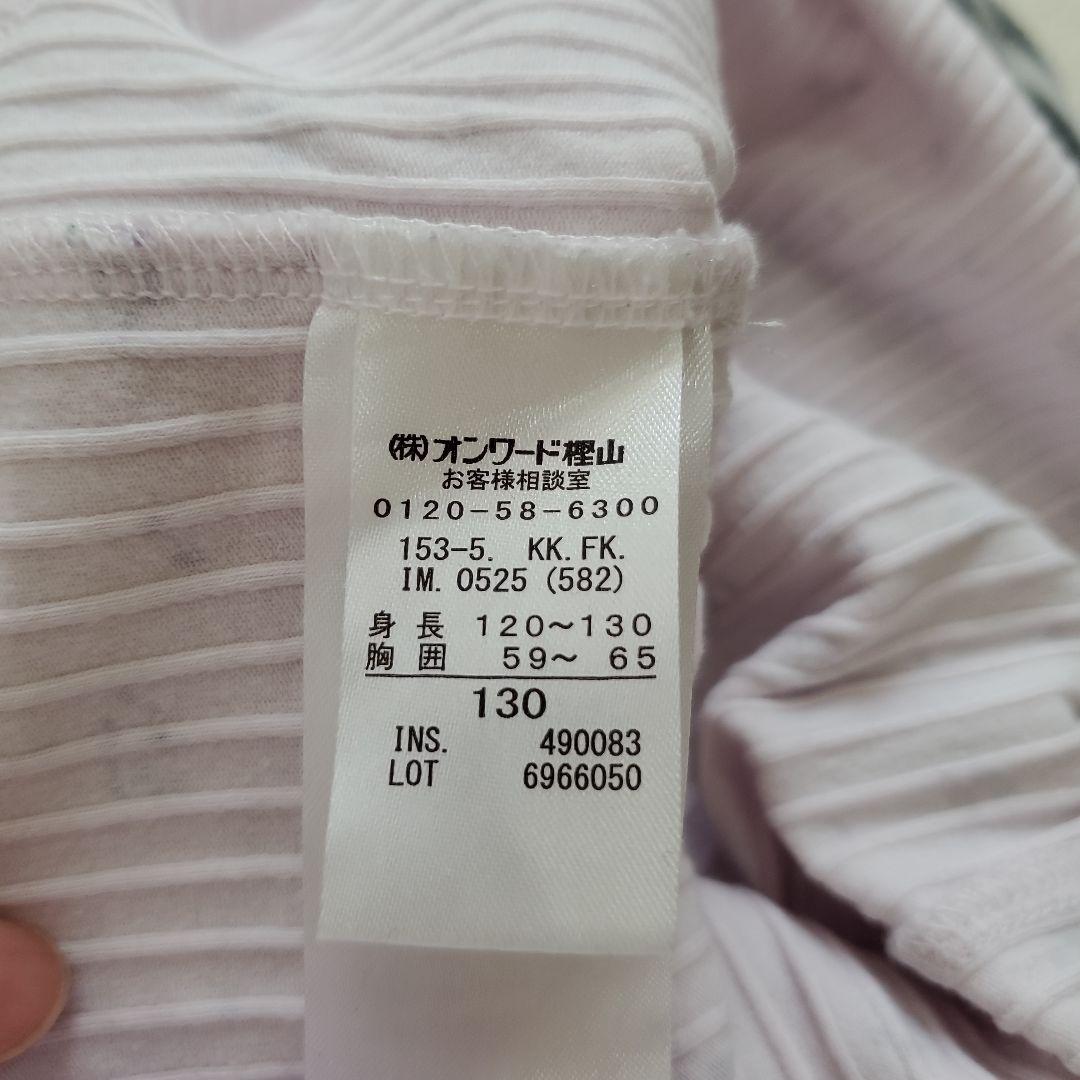 (株)オンワード樫山
お客様相談室
0120-58-6300
153-5. KK.FK.
IM. 0525 (582)
身長 120～130
胸囲 59～ 65
130
INS. 490083
LOT 6966050